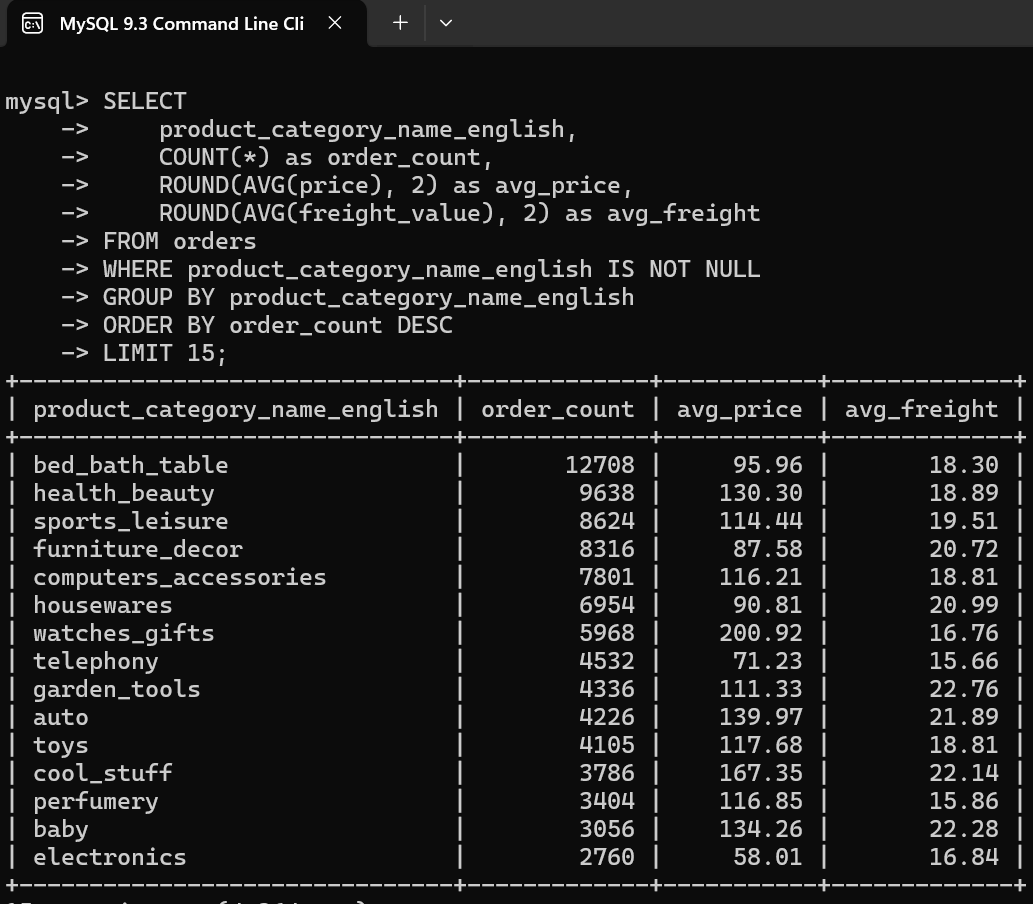 MySQL 9.3 Command Line Cli
mysql> SELECT
    ->     product_category_name_english,
    ->     COUNT(*) as order_count,
    ->     ROUND(AVG(price), 2) as avg_price,
    ->     ROUND(AVG(freight_value), 2) as avg_freight
    -> FROM orders
    -> WHERE product_category_name_english IS NOT NULL
    -> GROUP BY product_category_name_english
    -> ORDER BY order_count DESC
    -> LIMIT 15;
+-------------------------------+-------------+-----------+-------------+
| product_category_name_english | order_count | avg_price | avg_freight |
+-------------------------------+-------------+-----------+-------------+
| bed_bath_table                |       12708 |     95.96 |       18.30 |
| health_beauty                 |        9638 |    130.30 |       18.89 |
| sports_leisure                |        8624 |    114.44 |       19.51 |
| furniture_decor               |        8316 |     87.58 |       20.72 |
| computers_accessories         |        7801 |    116.21 |       18.81 |
| housewares                    |        6954 |     90.81 |       20.99 |
| watches_gifts                 |        5968 |    200.92 |       16.76 |
| telephony                     |        4532 |     71.23 |       15.66 |
| garden_tools                  |        4336 |    111.33 |       22.76 |
| auto                          |        4226 |    139.97 |       21.89 |
| toys                          |        4105 |    117.68 |       18.81 |
| cool_stuff                    |        3786 |    167.35 |       22.14 |
| perfumery                     |        3404 |    116.85 |       15.86 |
| baby                          |        3056 |    134.26 |       22.28 |
| electronics                   |        2760 |     58.01 |       16.84 |
+-------------------------------+-------------+-----------+-------------+